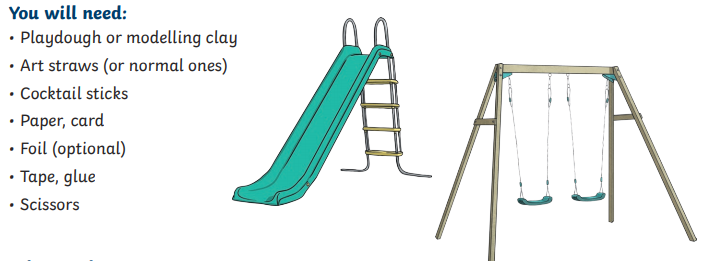 You will need:
• Playdough or modelling clay
• Art straws (or normal ones)
• Cocktail sticks
• Paper, card
• Foil (optional)
• Tape, glue
• Scissors